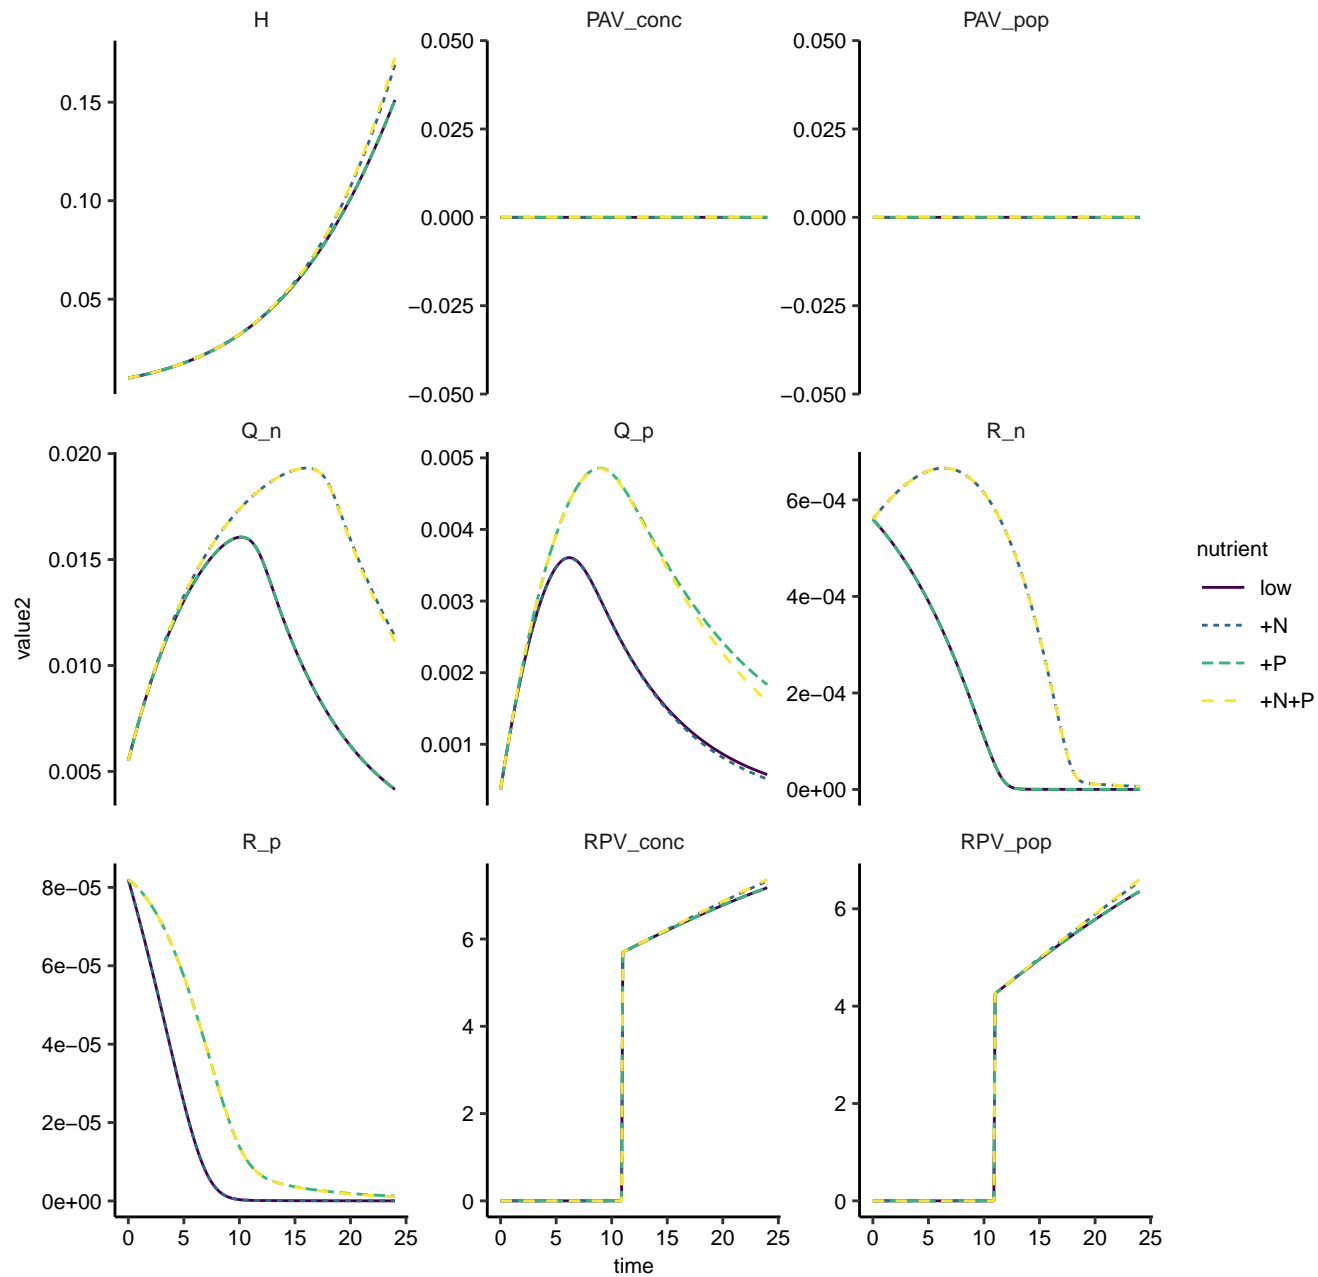 H
PAV_conc
PAV_pop
0.15
0.10
0.05
0.050
0.025
0.000
−0.025
−0.050
0.050
0.025
0.000
−0.025
−0.050
Q_n
Q_p
R_n
0.020
0.015
0.010
0.005
0.005
0.004
0.003
0.002
0.001
6e−04
4e−04
2e−04
0e+00
value2
R_p
RPV_conc
RPV_pop
8e−05
6e−05
4e−05
2e−05
0e+00
6
4
2
0
6
4
2
0
0 5 10 15 20 25
0 5 10 15 20 25
0 5 10 15 20 25
time
nutrient
low
+N
+P
+N+P